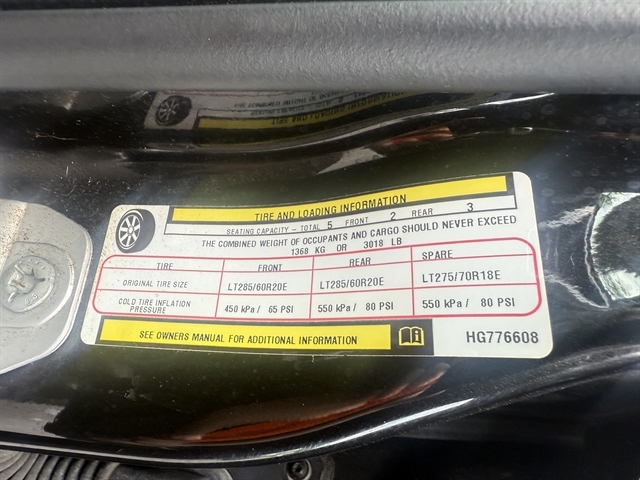 TIRE AND LOADING INFORMATION
SEATING CAPACITY - TOTAL 5 FRONT 2 REAR 3
THE COMBINED WEIGHT OF OCCUPANTS AND CARGO SHOULD NEVER EXCEED
1368 KG OR 3018 LB
TIRE FRONT REAR SPARE
ORIGINAL TIRE SIZE LT285/60R20E LT285/60R20E LT275/70R18E
COLD TIRE INFLATION PRESSURE 450 kPa / 65 PSI 550 kPa / 80 PSI 550 kPa / 80 PSI
SEE OWNERS MANUAL FOR ADDITIONAL INFORMATION
HG776608